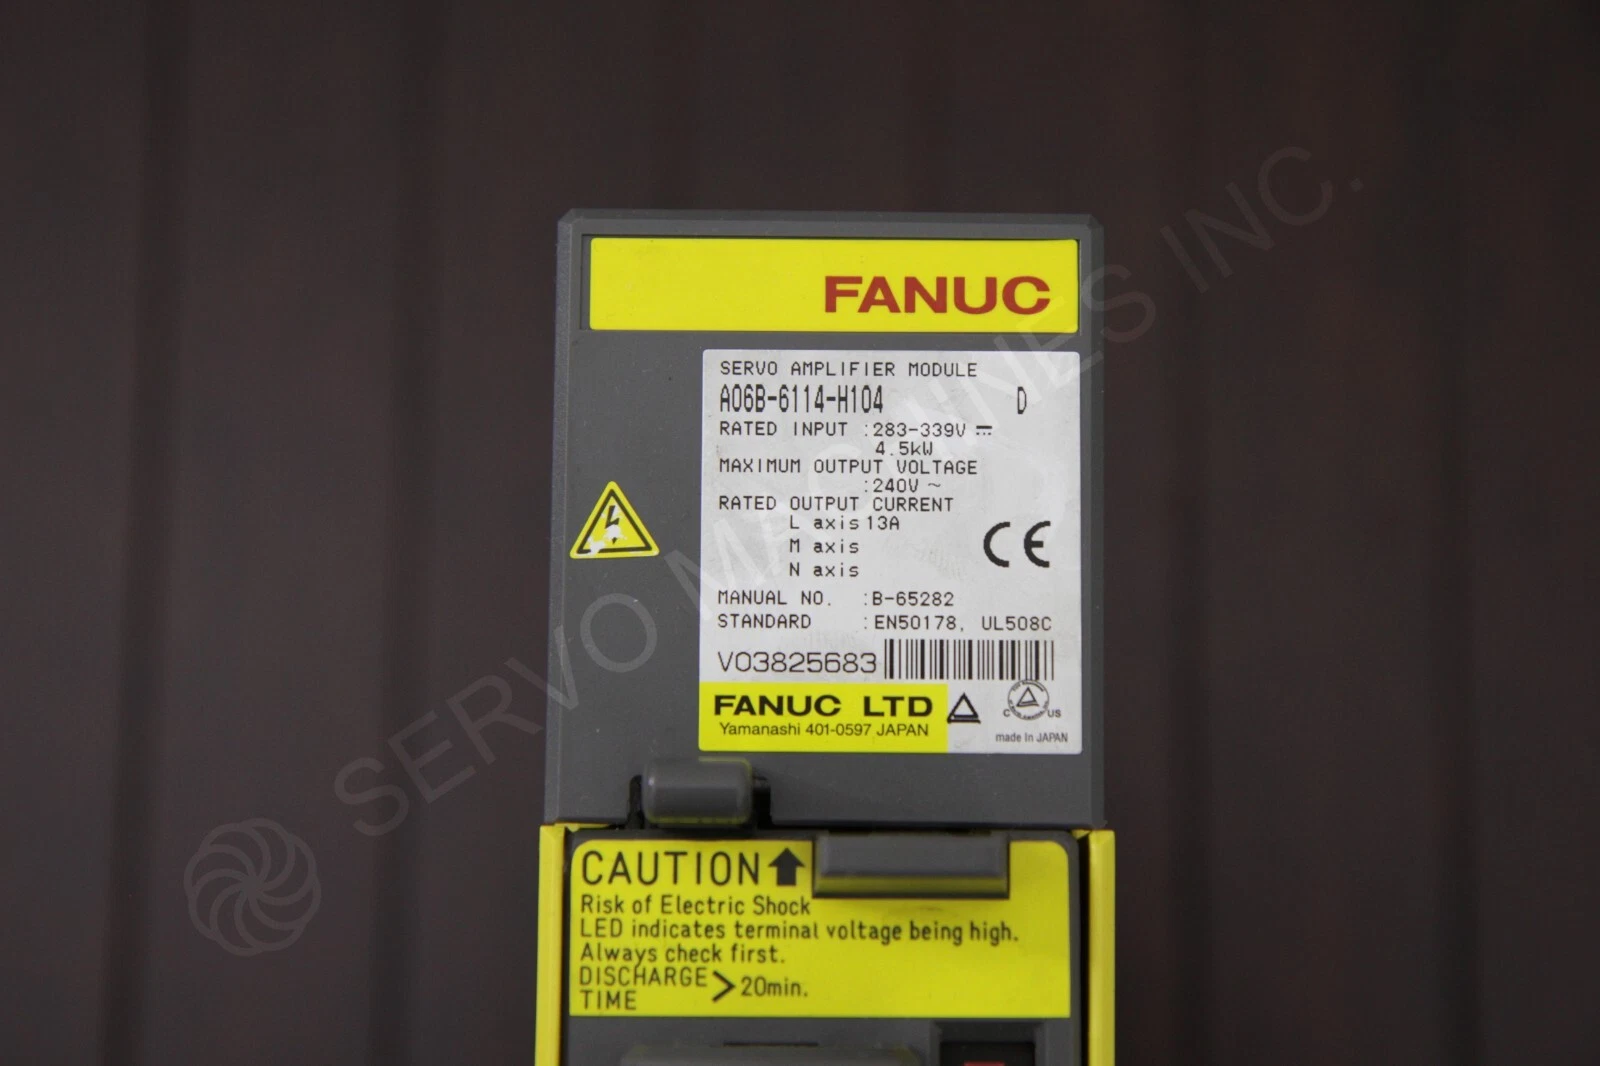 FANUC
SERVO AMPLIFIER MODULE
A06B-6114-H104 D
RATED INPUT :283-339V ⎓
4.5kW
MAXIMUM OUTPUT VOLTAGE
:240V ~
RATED OUTPUT CURRENT
L axis 13A
M axis
N axis
CE
MANUAL NO. :B-65282
STANDARD :EN50178, UL508C
V03825683
FANUC LTD
Yamanashi 401-0597 JAPAN
C US
made In JAPAN
CAUTION
Risk of Electric Shock
LED indicates terminal voltage being high.
Always check first.
DISCHARGE TIME > 20min.
SERVO MACHINES INC.